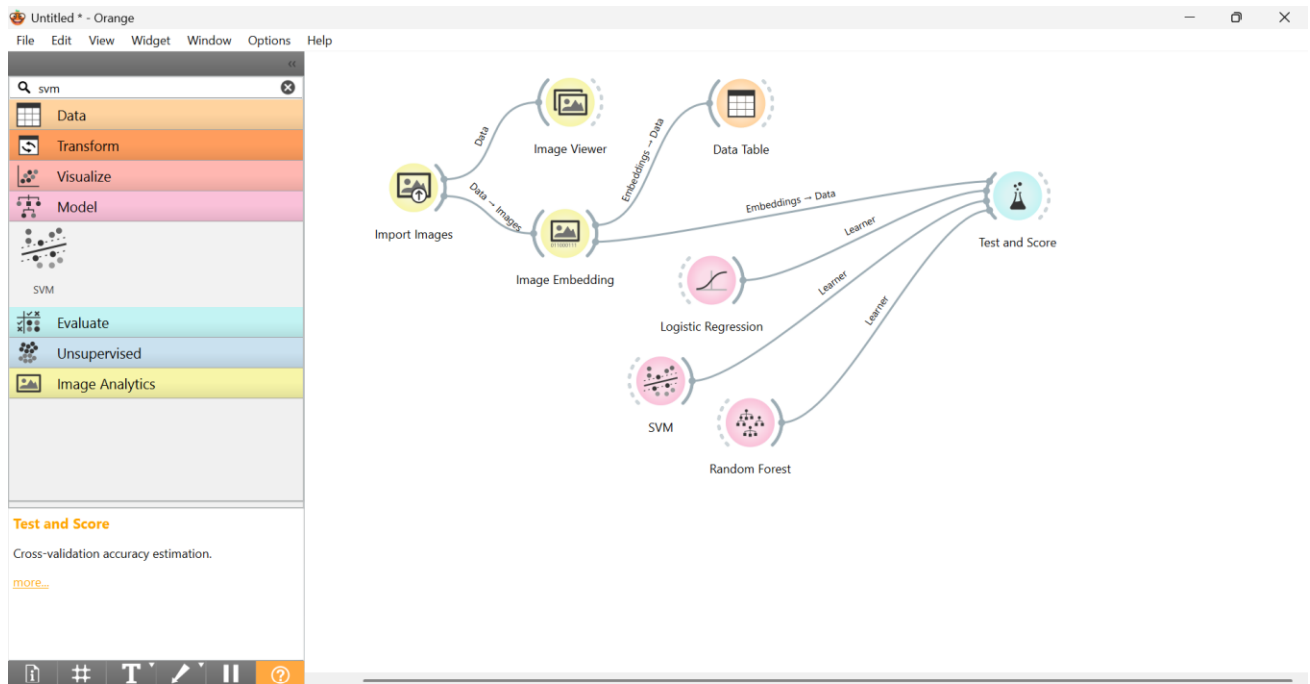 Untitled * - Orange
File Edit View Widget Window Options Help
svm
Data
Transform
Visualize
Model
SVM
Evaluate
Unsupervised
Image Analytics
Test and Score
Cross-validation accuracy estimation.
more...
Data
Image Viewer
Embeddings → Data
Data Table
Import Images
Data → Images
Image Embedding
Embeddings → Data
Test and Score
Learner
Logistic Regression
Learner
SVM
Learner
Random Forest